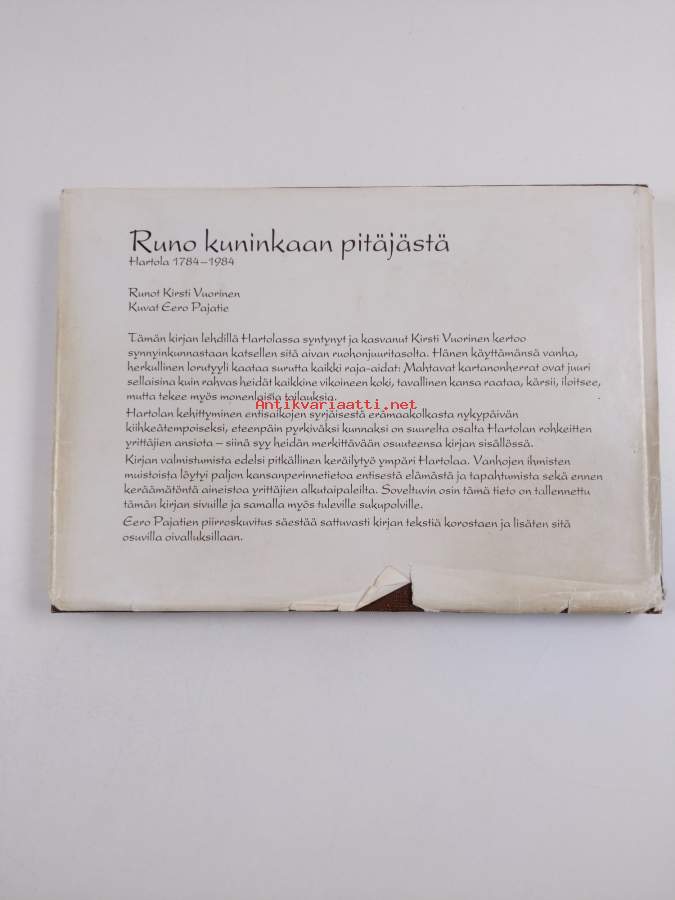 Runo kuninkaan pitäjästä
Hartola 1784–1984
Runot Kirsti Vuorinen
Kuvat Eero Pajatie
Tämän kirjan lehdillä Hartolassa syntynyt ja kasvanut Kirsti Vuorinen kertoo
synnyinkunnastaan katsellen sitä aivan ruohonjuuritasolta. Hänen käyttämänsä vanha,
herkullinen lorutyyli kaataa surutta kaikki raja-aidat: Mahtavat kartanonherrat ovat juuri
sellaisina kuin rahvas heidät kaikkine vikoineen koki, tavallinen kansa raataa, kärsii, iloitsee,
mutta tekee myös monenlaisia tailauksia.
Antikvariaatti.net
Hartolan kehittyminen entisaikojen syrjäisestä erämaakolkasta nykypäivän
kiihkeätempoiseksi, eteenpäin pyrkiväksi kunnaksi on suurelta osalta Hartolan rohkeitten
yrittäjien ansiota – siinä syy heidän merkittävään osuuteensa kirjan sisällössä.
Kirjan valmistumista edelsi pitkällinen keräilytyö ympäri Hartolaa. Vanhojen ihmisten
muistoista löytyi paljon kansanperinnetietoa entisestä elämästä ja tapahtumista sekä ennen
keräämätöntä aineistoa yrittäjien alkutaipaleilta. Soveltuvin osin tämä tieto on tallennettu
tämän kirjan sivuille ja samalla myös tuleville sukupolville.
Eero Pajatien piirroskuvitus säestää sattuvasti kirjan tekstiä korostaen ja lisäten sitä
osuvilla oivalluksillaan.